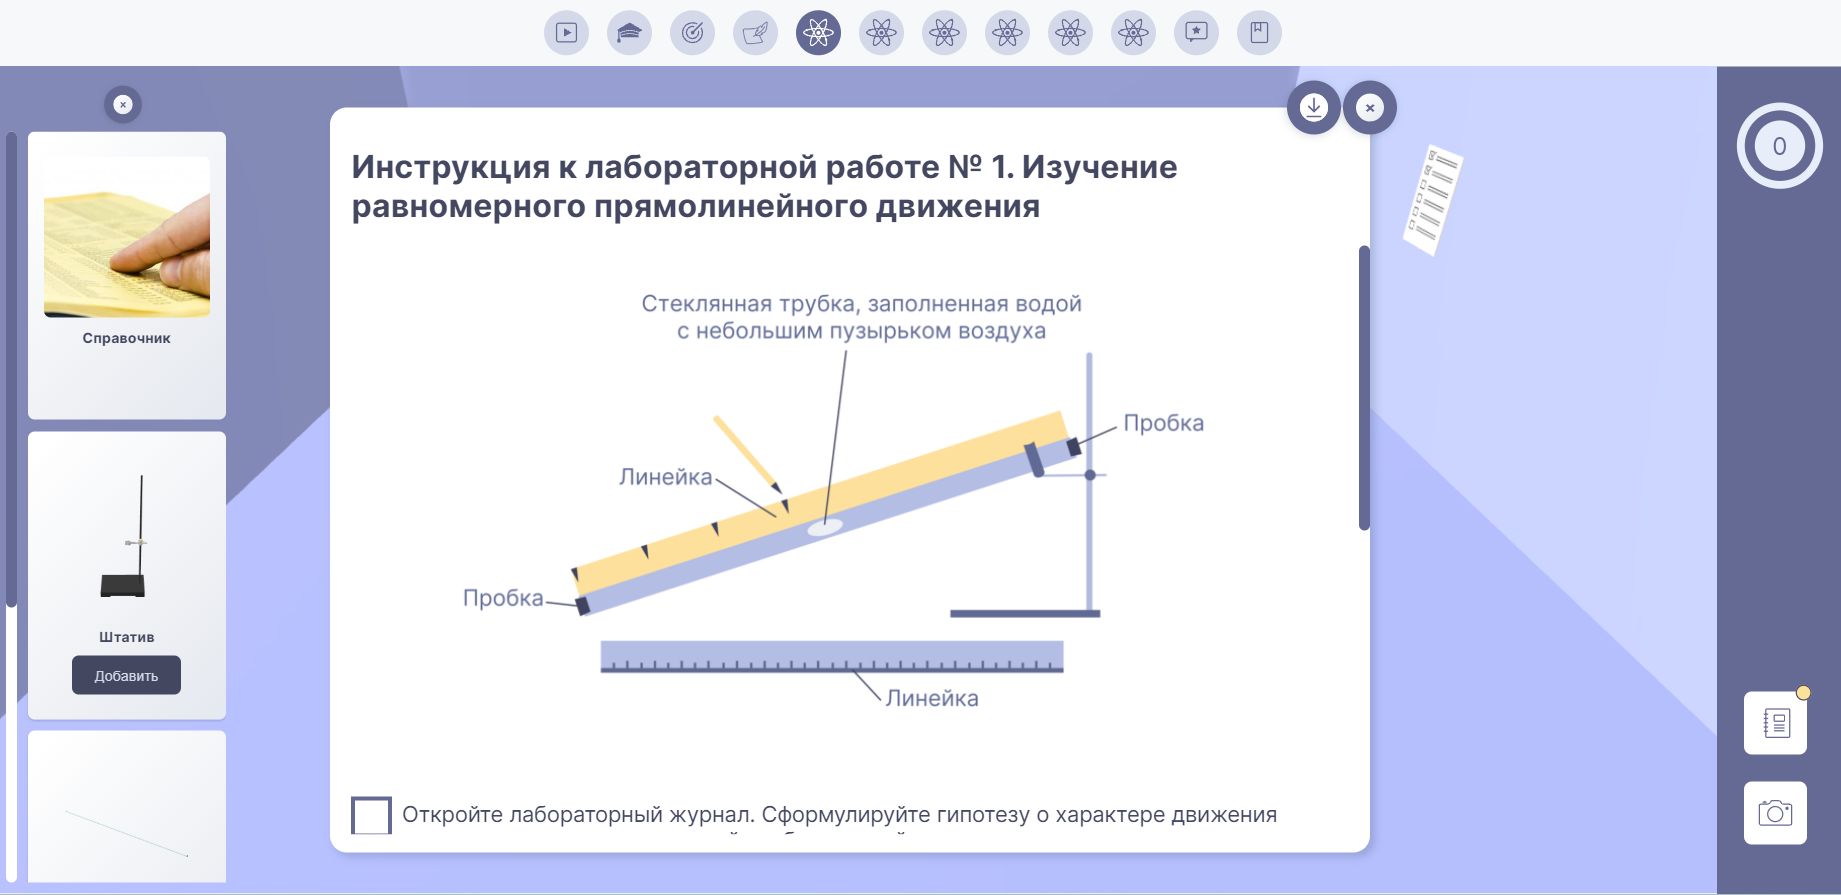 0
Справочник
Штатив
Добавить
Инструкция к лабораторной работе № 1. Изучение
равномерного прямолинейного движения
Стеклянная трубка, заполненная водой
с небольшим пузырьком воздуха
Пробка
Линейка
Пробка
Линейка
Откройте лабораторный журнал. Сформулируйте гипотезу о характере движения